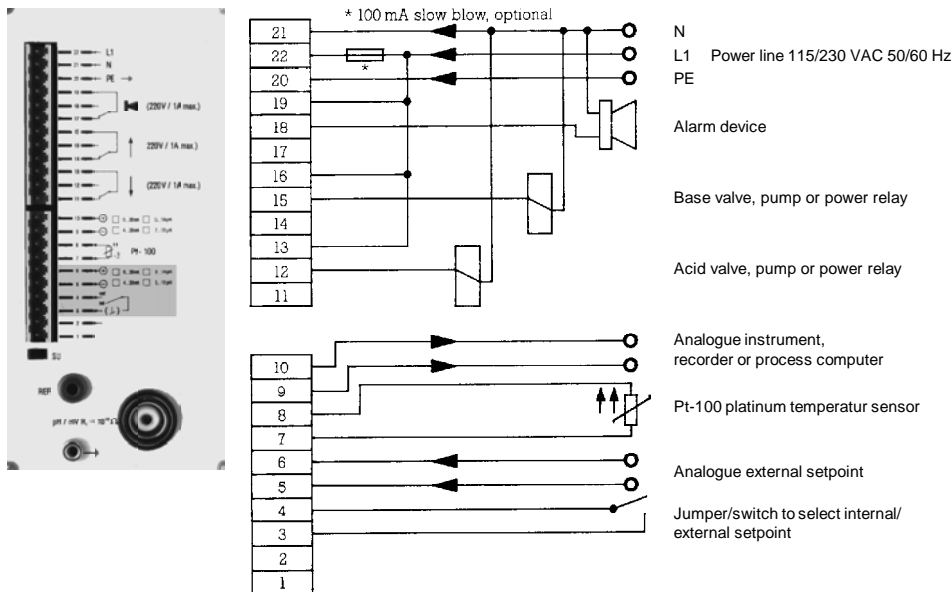 * 100 mA slow blow, optional
21
22
20
19
18
17
16
15
14
13
12
11
N
L1 Power line 115/230 VAC 50/60 Hz
PE
Alarm device
Base valve, pump or power relay
Acid valve, pump or power relay
*
10
9
8
7
6
5
4
3
2
1
Analogue instrument,
recorder or process computer
Pt-100 platinum temperatur sensor
Analogue external setpoint
Jumper/switch to select internal/
external setpoint
L1
N
PE
(220V / 1A max.)
220V / 1A max.)
(220V / 1A max.)
Pt-100
REF